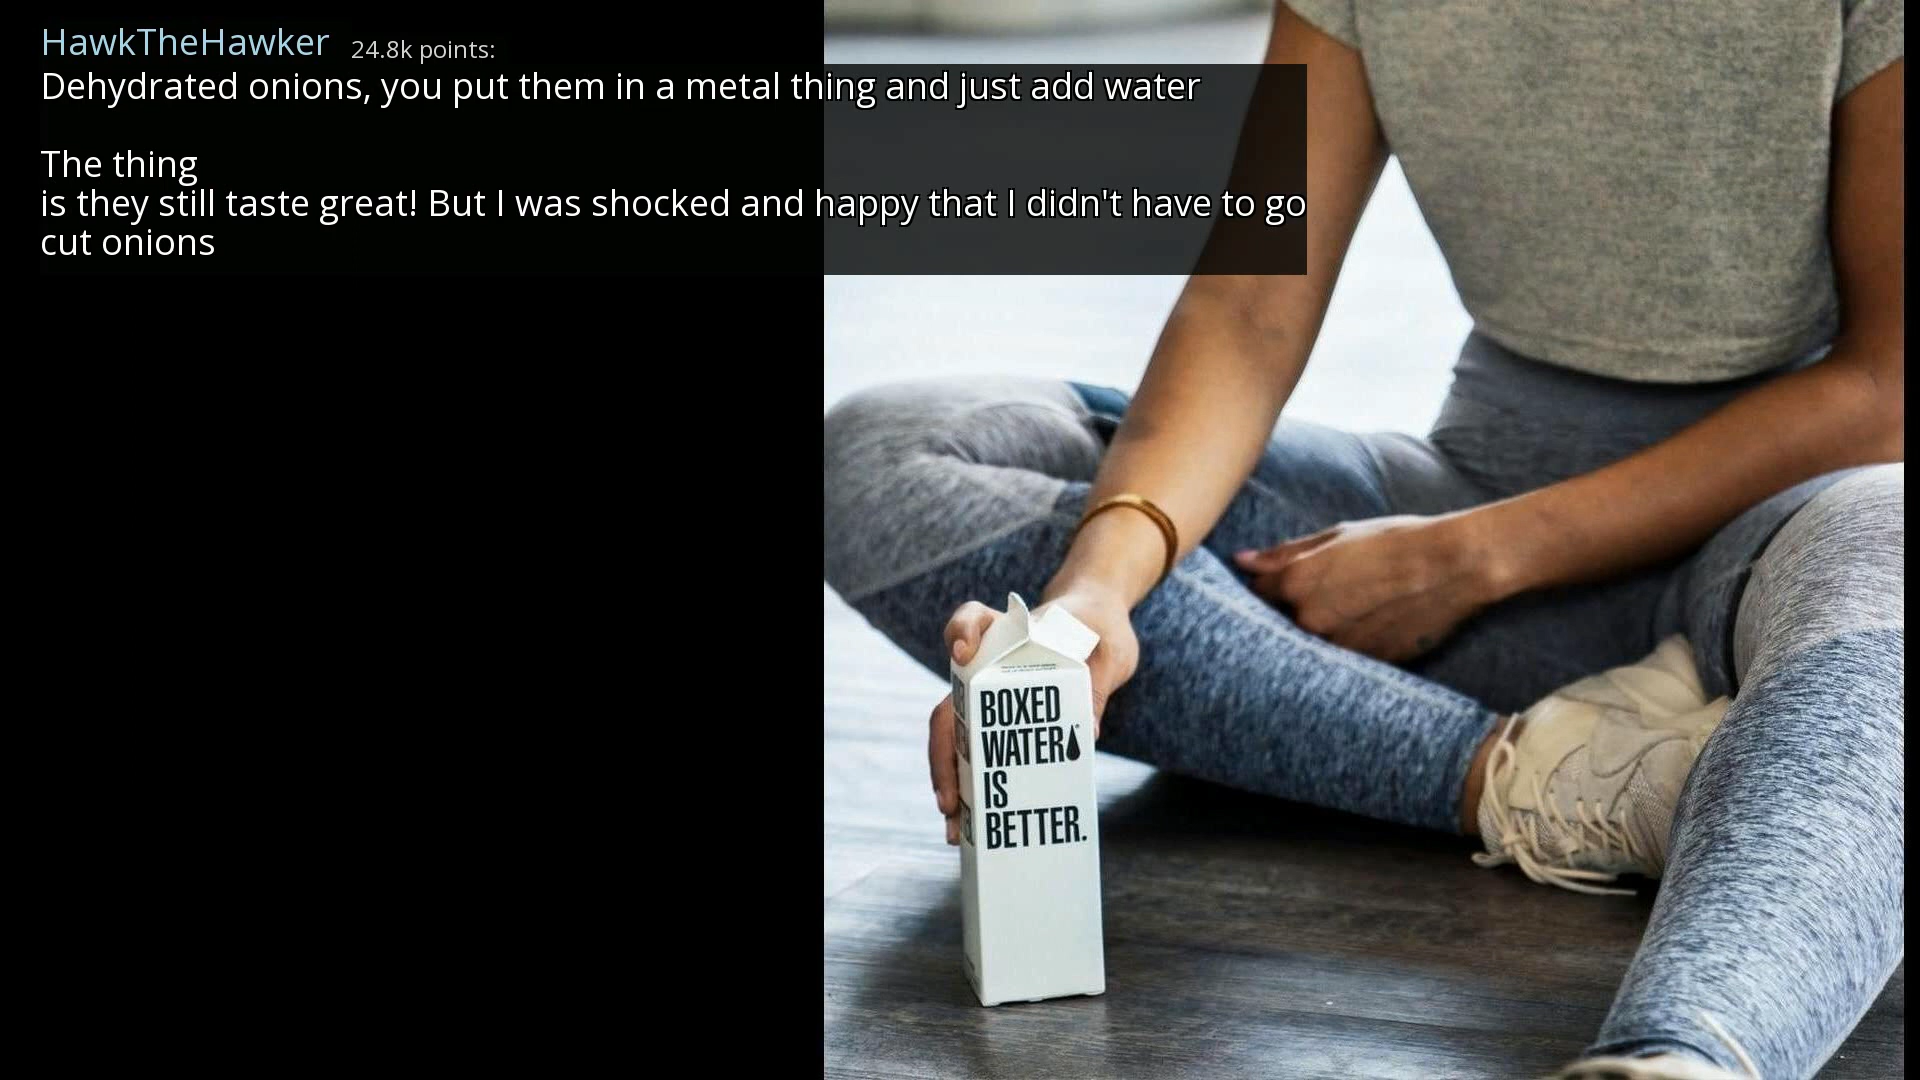 HawkTheHawker 24.8k points:
Dehydrated onions, you put them in a metal thing and just add water
The thing
is they still taste great! But I was shocked and happy that I didn't have to go
cut onions
BOXED
WATER
IS
BETTER.